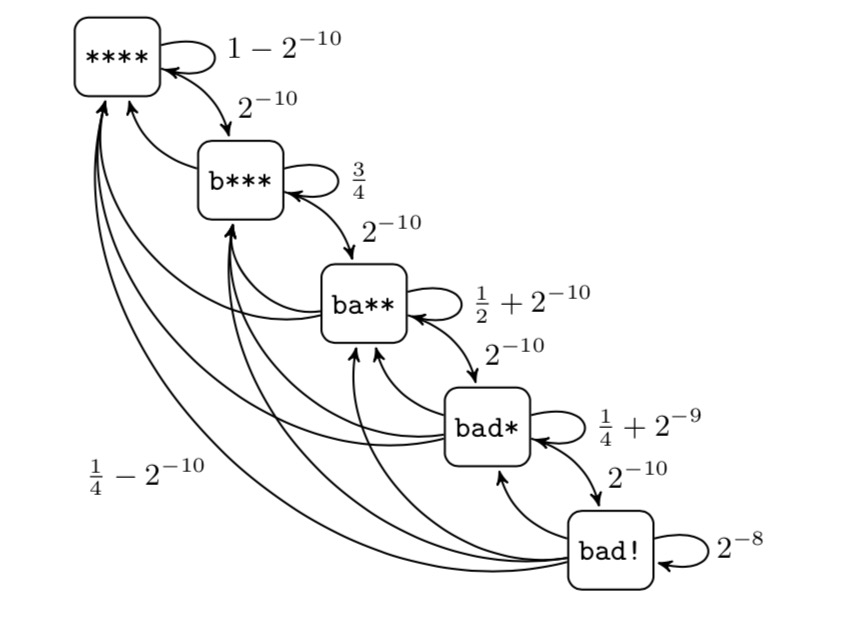 ****
1 − 2^{−10}
2^{−10}
b***
3/4
2^{−10}
ba**
1/2 + 2^{−10}
2^{−10}
bad*
1/4 + 2^{−9}
1/4 − 2^{−10}
2^{−10}
bad!
2^{−8}